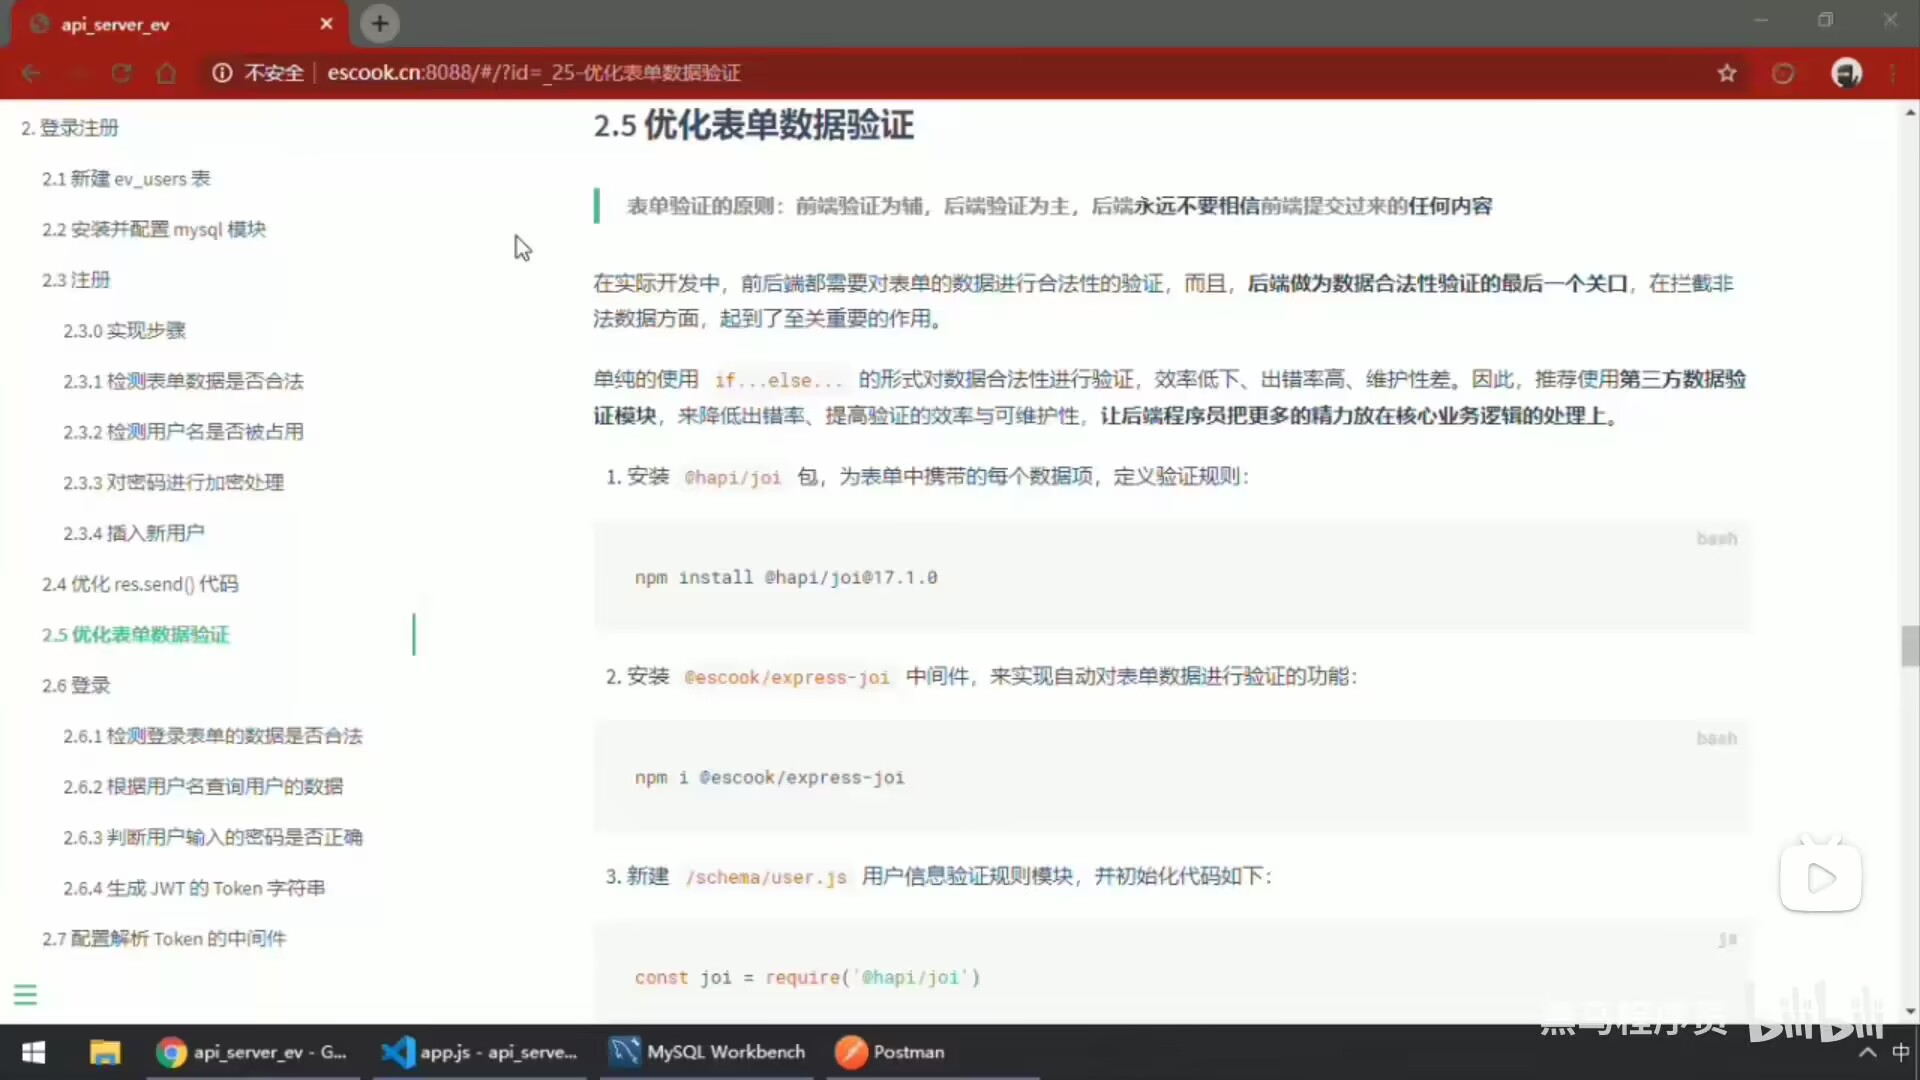 api_server_ev
不安全 escook.cn:8088/#/?id=_25-优化表单数据验证
2. 登录注册
2.1 新建 ev_users 表
2.2 安装并配置 mysql 模块
2.3 注册
2.3.0 实现步骤
2.3.1 检测表单数据是否合法
2.3.2 检测用户名是否被占用
2.3.3 对密码进行加密处理
2.3.4 插入新用户
2.4 优化 res.send() 代码
2.5 优化表单数据验证
2.6 登录
2.6.1 检测登录表单的数据是否合法
2.6.2 根据用户名查询用户的数据
2.6.3 判断用户输入的密码是否正确
2.6.4 生成 JWT 的 Token 字符串
2.7 配置解析 Token 的中间件
2.5 优化表单数据验证
表单验证的原则：前端验证为辅，后端验证为主，后端永远不要相信前端提交过来的任何内容
在实际开发中，前后端都需要对表单的数据进行合法性的验证，而且，后端做为数据合法性验证的最后一个关口，在拦截非
法数据方面，起到了至关重要的作用。
单纯的使用 if...else... 的形式对数据合法性进行验证，效率低下、出错率高、维护性差。因此，推荐使用第三方数据验
证模块，来降低出错率、提高验证的效率与可维护性，让后端程序员把更多的精力放在核心业务逻辑的处理上。
1. 安装 @hapi/joi 包，为表单中携带的每个数据项，定义验证规则：
bash
npm install @hapi/joi@17.1.0
2. 安装 @escook/express-joi 中间件，来实现自动对表单数据进行验证的功能：
bash
npm i @escook/express-joi
3. 新建 /schema/user.js 用户信息验证规则模块，并初始化代码如下：
js
const joi = require('@hapi/joi')
黑马程序员 bilibili
api_server_ev - G...
app.js - api_serve...
MySQL Workbench
Postman
中